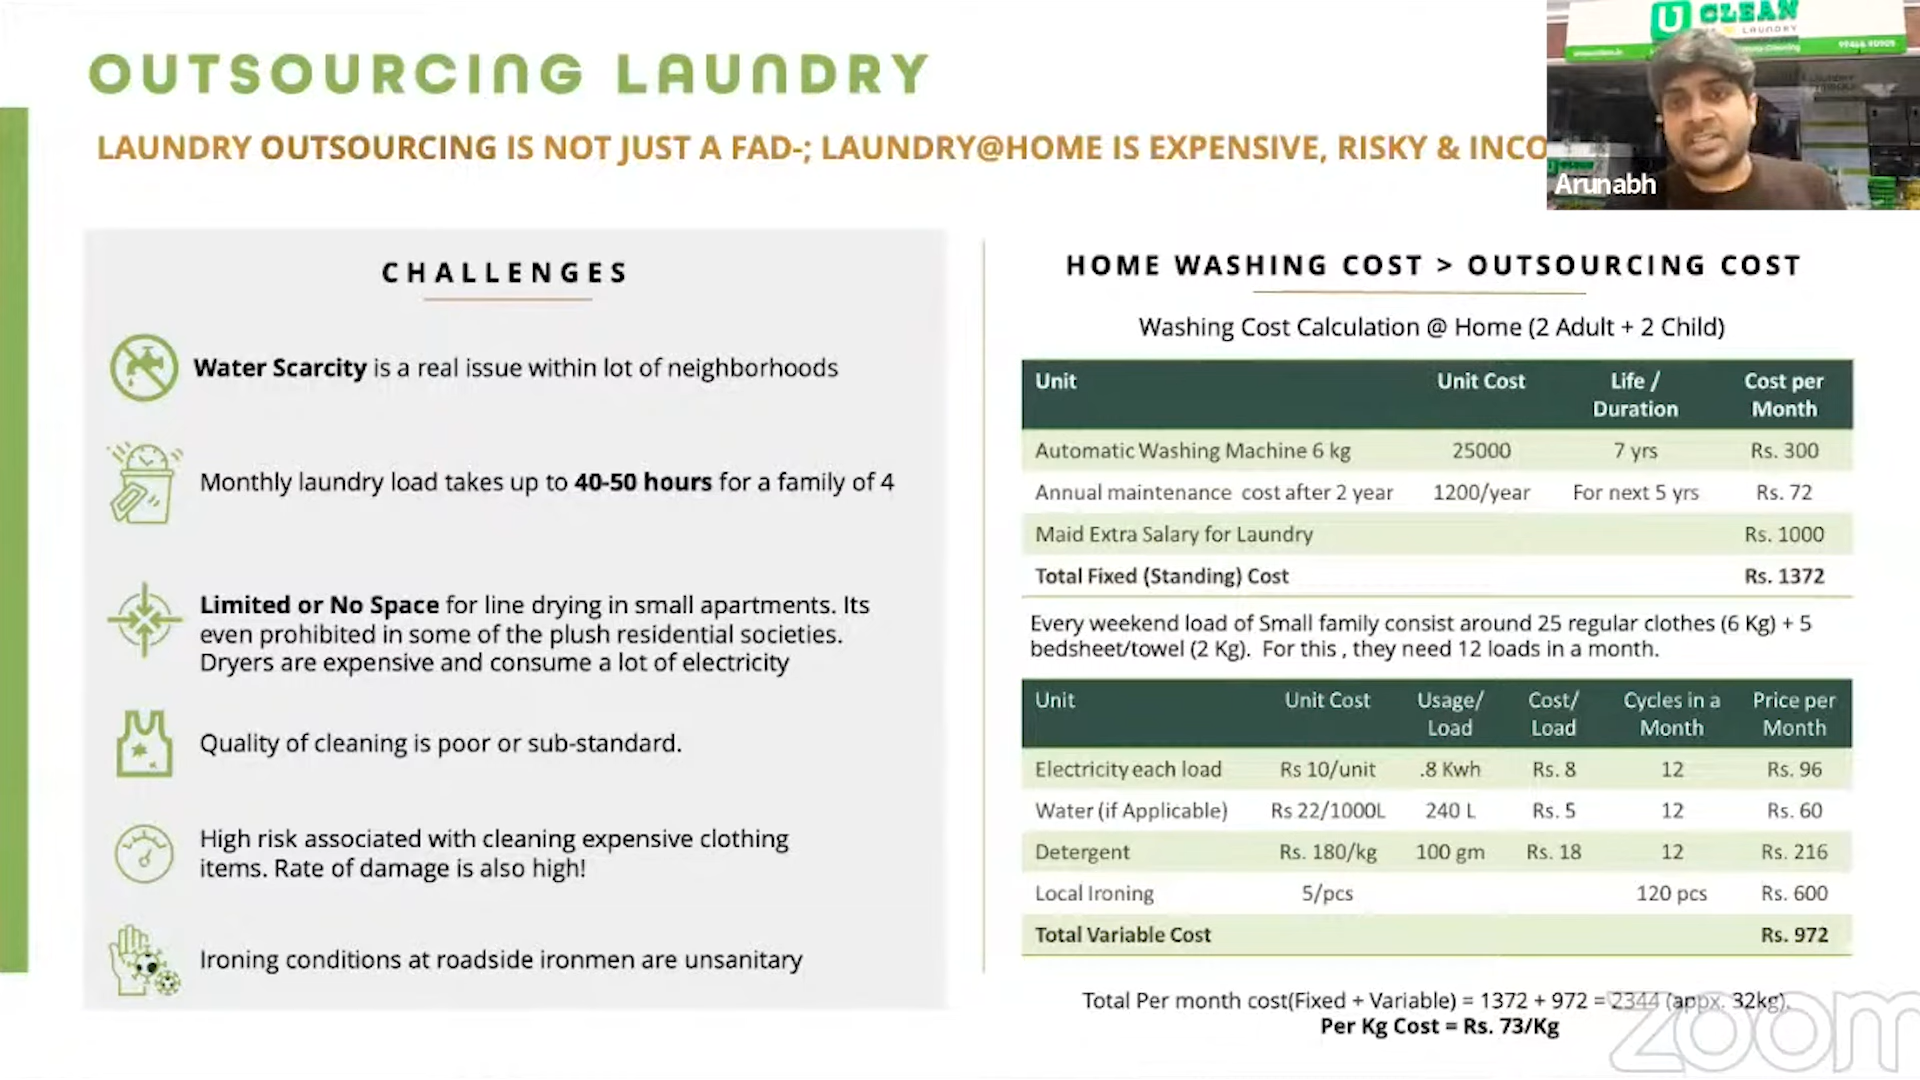 OUTSOURCING LAUNDRY
LAUNDRY OUTSOURCING IS NOT JUST A FAD-; LAUNDRY@HOME IS EXPENSIVE, RISKY & INCO
U CLEAN
LAUNDRY
Arunabh
CHALLENGES
Water Scarcity is a real issue within lot of neighborhoods
Monthly laundry load takes up to 40-50 hours for a family of 4
Limited or No Space for line drying in small apartments. Its
even prohibited in some of the plush residential societies.
Dryers are expensive and consume a lot of electricity
Quality of cleaning is poor or sub-standard.
High risk associated with cleaning expensive clothing
items. Rate of damage is also high!
Ironing conditions at roadside ironmen are unsanitary
HOME WASHING COST > OUTSOURCING COST
Washing Cost Calculation @ Home (2 Adult + 2 Child)
Unit Unit Cost Life / Duration Cost per Month
Automatic Washing Machine 6 kg 25000 7 yrs Rs. 300
Annual maintenance cost after 2 year 1200/year For next 5 yrs Rs. 72
Maid Extra Salary for Laundry Rs. 1000
Total Fixed (Standing) Cost Rs. 1372
Every weekend load of Small family consist around 25 regular clothes (6 Kg) + 5
bedsheet/towel (2 Kg). For this , they need 12 loads in a month.
Unit Unit Cost Usage/ Load Cost/ Load Cycles in a Month Price per Month
Electricity each load Rs 10/unit .8 Kwh Rs. 8 12 Rs. 96
Water (if Applicable) Rs 22/1000L 240 L Rs. 5 12 Rs. 60
Detergent Rs. 180/kg 100 gm Rs. 18 12 Rs. 216
Local Ironing 5/pcs 120 pcs Rs. 600
Total Variable Cost Rs. 972
Total Per month cost(Fixed + Variable) = 1372 + 972 = 2344 (appx. 32kg).
Per Kg Cost = Rs. 73/Kg
zoom